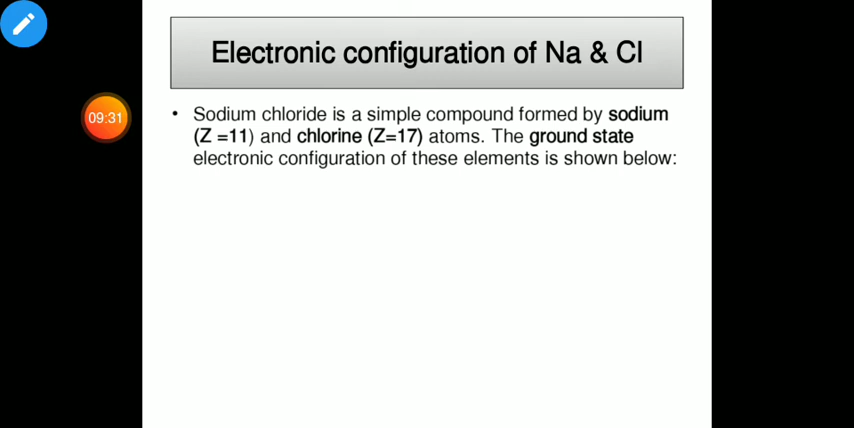 Electronic configuration of Na & Cl
09:31
• Sodium chloride is a simple compound formed by sodium
(Z =11) and chlorine (Z=17) atoms. The ground state
electronic configuration of these elements is shown below: